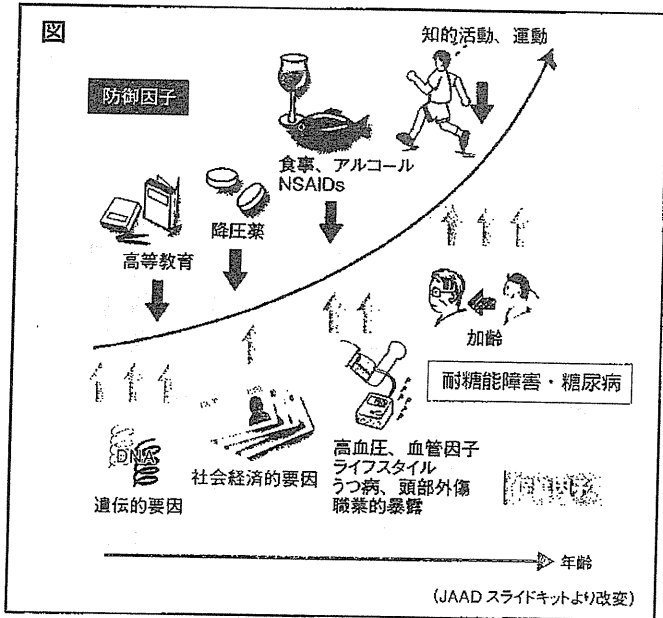 図
知的活動、運動
防御因子
食事、アルコール
NSAIDs
降圧薬
高等教育
加齢
耐糖能障害・糖尿病
DNA
社会経済的要因
高血圧、血管因子
ライフスタイル
うつ病、頭部外傷
職業的暴露
遺伝的要因
年齢
(JAAD スライドキットより改変)